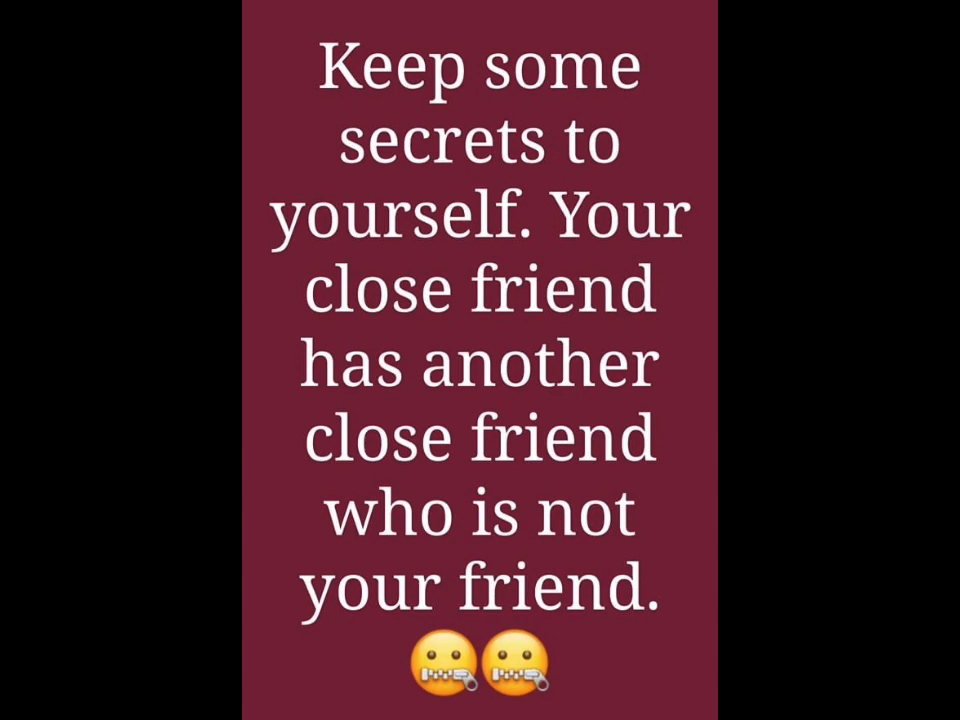 Keep some
secrets to
yourself. Your
close friend
has another
close friend
who is not
your friend.
🤐🤐